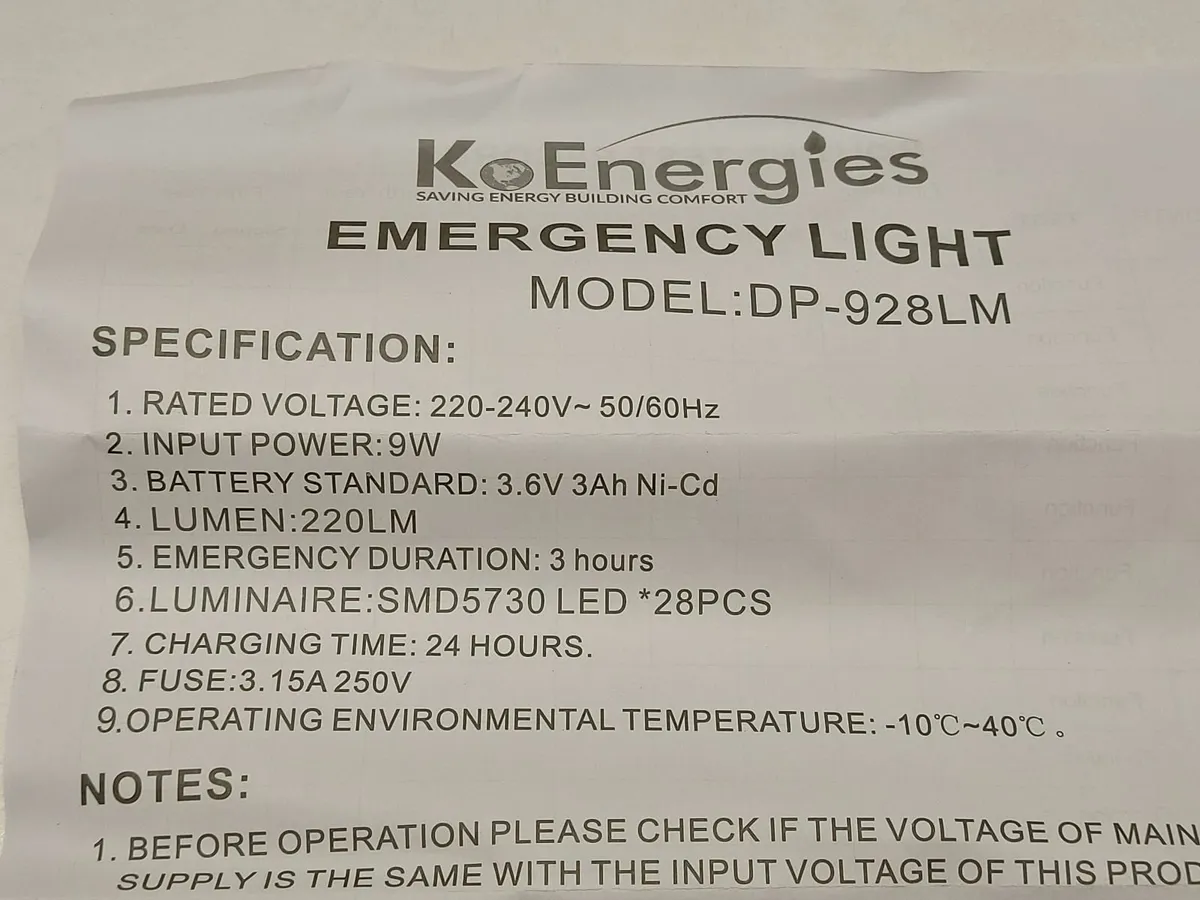 KoEnergies
SAVING ENERGY BUILDING COMFORT
EMERGENCY LIGHT
MODEL:DP-928LM
SPECIFICATION:
1. RATED VOLTAGE: 220-240V~ 50/60Hz
2. INPUT POWER: 9W
3. BATTERY STANDARD: 3.6V 3Ah Ni-Cd
4. LUMEN:220LM
5. EMERGENCY DURATION: 3 hours
6.LUMINAIRE:SMD5730 LED *28PCS
7. CHARGING TIME: 24 HOURS.
8. FUSE:3.15A 250V
9.OPERATING ENVIRONMENTAL TEMPERATURE: -10℃~40℃ 。
NOTES:
1. BEFORE OPERATION PLEASE CHECK IF THE VOLTAGE OF MAIN
SUPPLY IS THE SAME WITH THE INPUT VOLTAGE OF THIS PROD